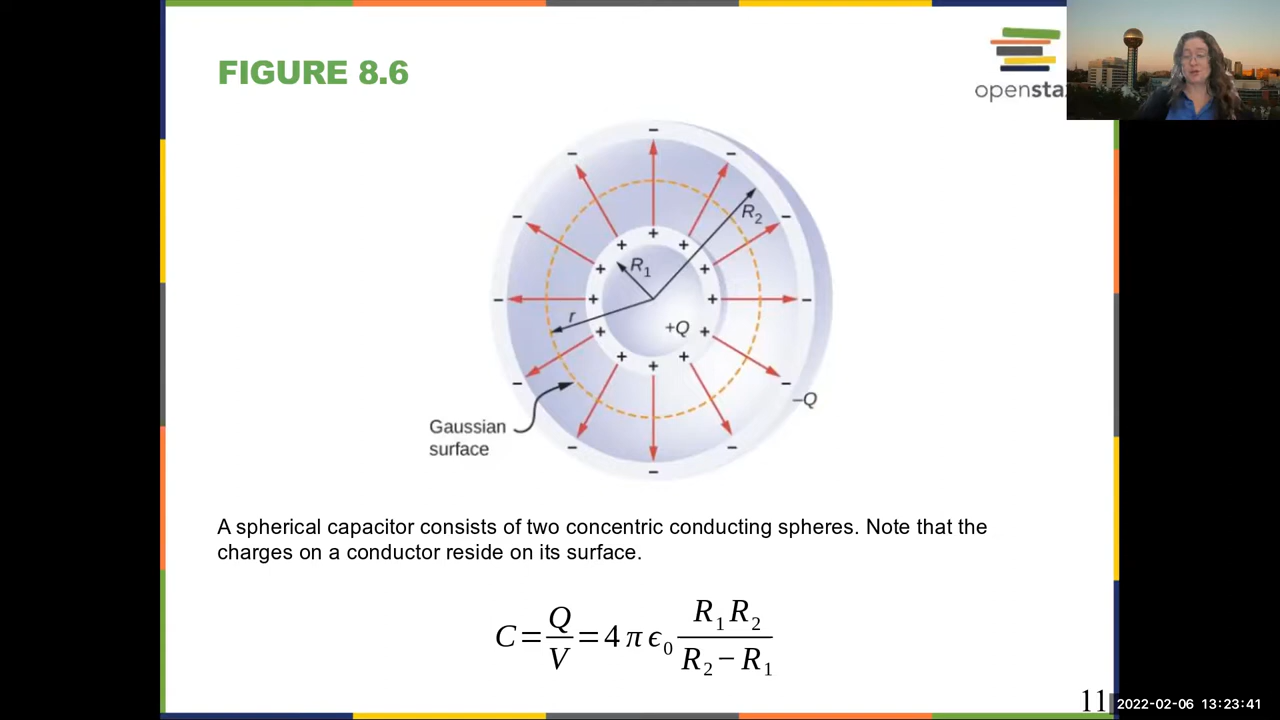 FIGURE 8.6
opensta
R₂
R₁
r
+Q
–Q
Gaussian
surface
A spherical capacitor consists of two concentric conducting spheres. Note that the
charges on a conductor reside on its surface.
C=Q/V=4πϵ₀ R₁R₂/(R₂−R₁)
11
2022-02-06 13:23:41